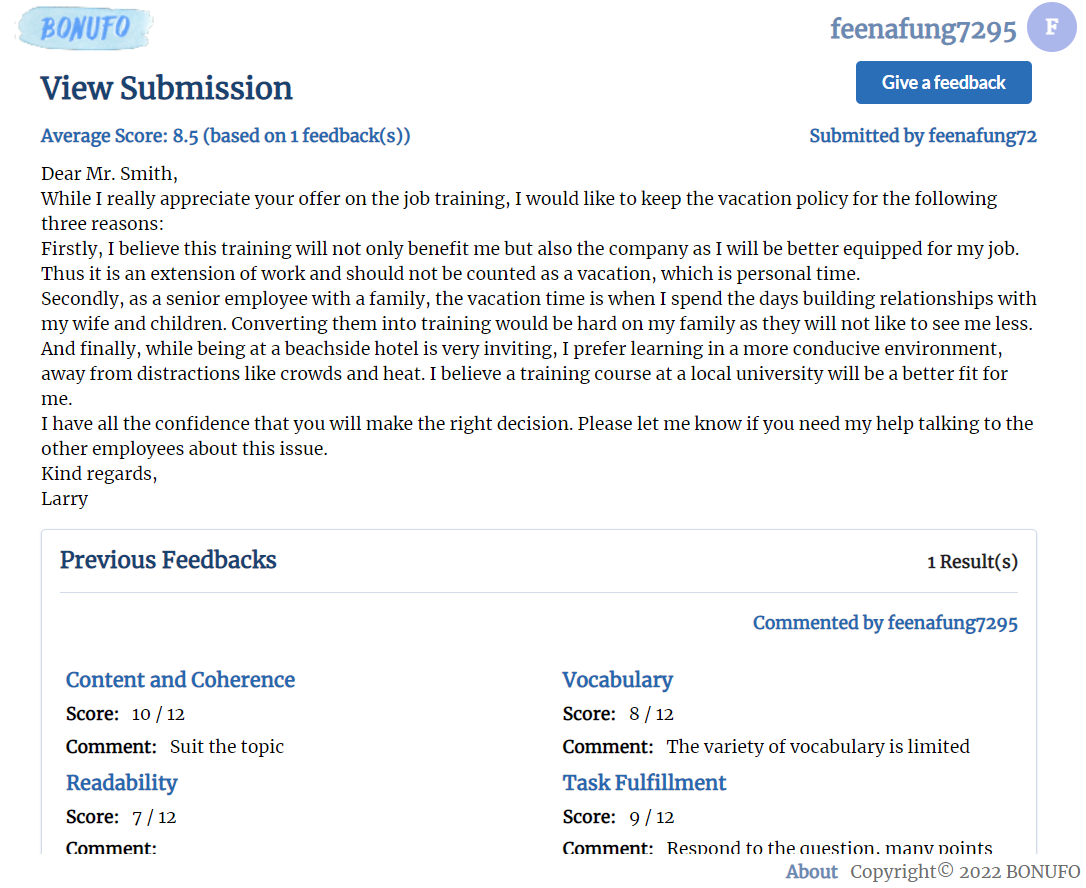 BONUFO
feenafung7295 F
View Submission
Give a feedback
Average Score: 8.5 (based on 1 feedback(s))
Submitted by feenafung72
Dear Mr. Smith,
While I really appreciate your offer on the job training, I would like to keep the vacation policy for the following
three reasons:
Firstly, I believe this training will not only benefit me but also the company as I will be better equipped for my job.
Thus it is an extension of work and should not be counted as a vacation, which is personal time.
Secondly, as a senior employee with a family, the vacation time is when I spend the days building relationships with
my wife and children. Converting them into training would be hard on my family as they will not like to see me less.
And finally, while being at a beachside hotel is very inviting, I prefer learning in a more conducive environment,
away from distractions like crowds and heat. I believe a training course at a local university will be a better fit for
me.
I have all the confidence that you will make the right decision. Please let me know if you need my help talking to the
other employees about this issue.
Kind regards,
Larry
Previous Feedbacks
1 Result(s)
Commented by feenafung7295
Content and Coherence
Score: 10 / 12
Comment: Suit the topic
Vocabulary
Score: 8 / 12
Comment: The variety of vocabulary is limited
Readability
Score: 7 / 12
Comment:
Task Fulfillment
Score: 9 / 12
Comment: Respond to the question, many points
About Copyright© 2022 BONUFO